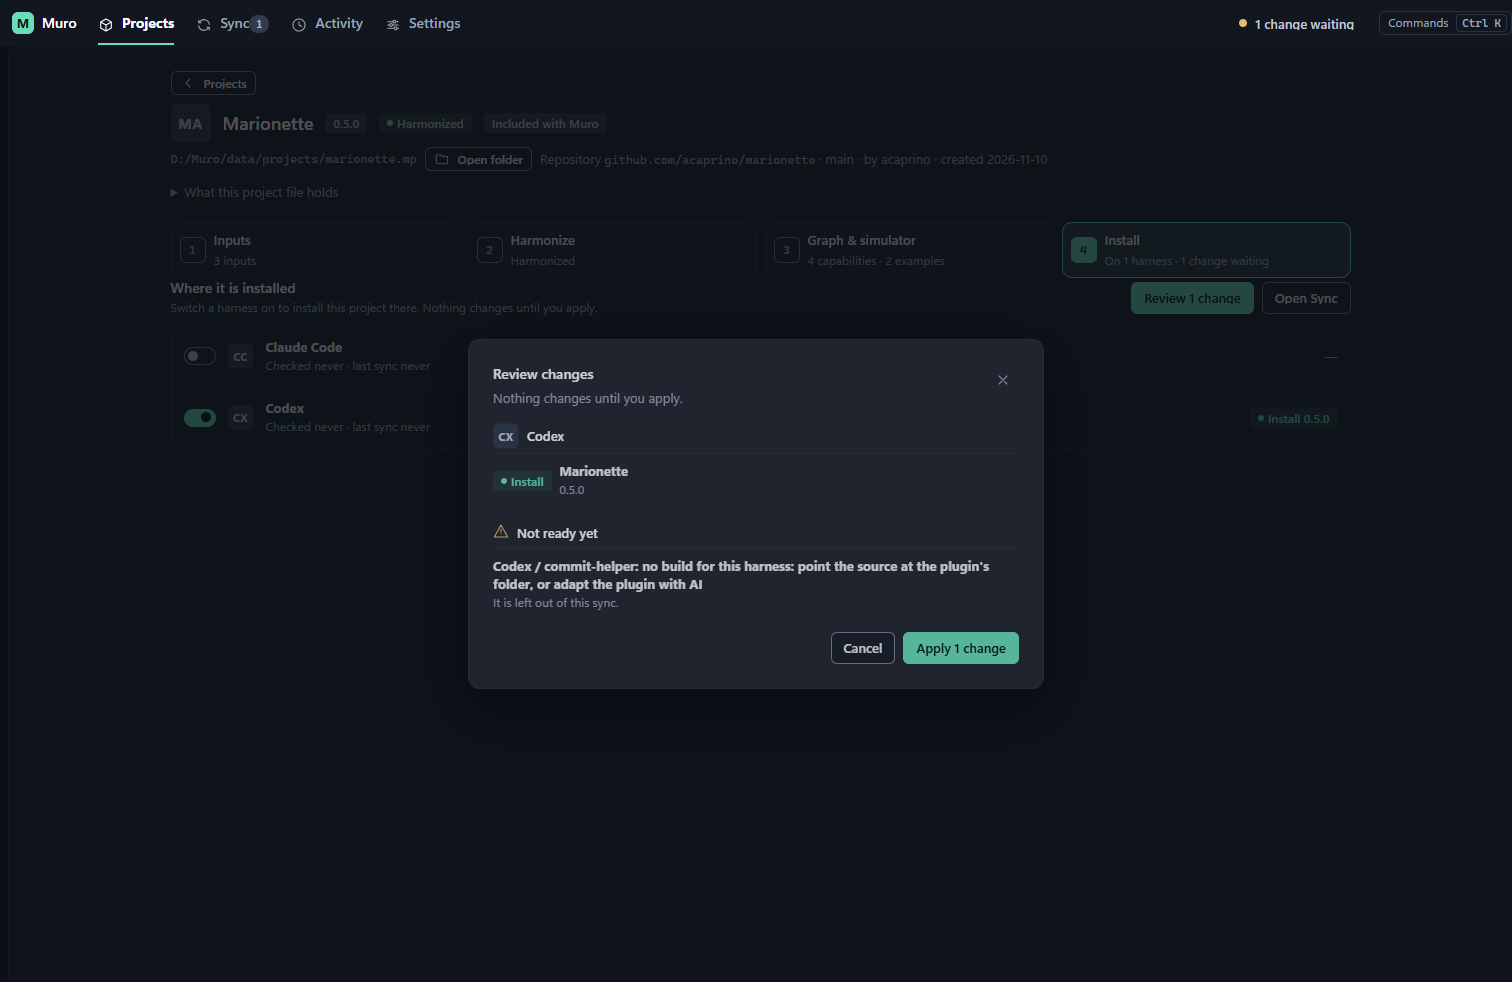 M Muro Projects Sync 1 Activity Settings 1 change waiting Commands Ctrl K
Projects
MA Marionette 0.5.0 Harmonized Included with Muro
D:/Muro/data/projects/marionette.mp Open folder Repository github.com/acaprino/marionette · main · by acaprino · created 2026-11-10
What this project file holds
1 Inputs
3 inputs
2 Harmonize
Harmonized
3 Graph & simulator
4 capabilities · 2 examples
4 Install
On 1 harness · 1 change waiting
Where it is installed
Switch a harness on to install this project there. Nothing changes until you apply.
Review 1 change Open Sync
CC Claude Code
Checked never · last sync never
—
CX Codex
Checked never · last sync never
Install 0.5.0
Review changes
Nothing changes until you apply.
CX Codex
Install Marionette
0.5.0
Not ready yet
Codex / commit-helper: no build for this harness: point the source at the plugin's
folder, or adapt the plugin with AI
It is left out of this sync.
Cancel Apply 1 change